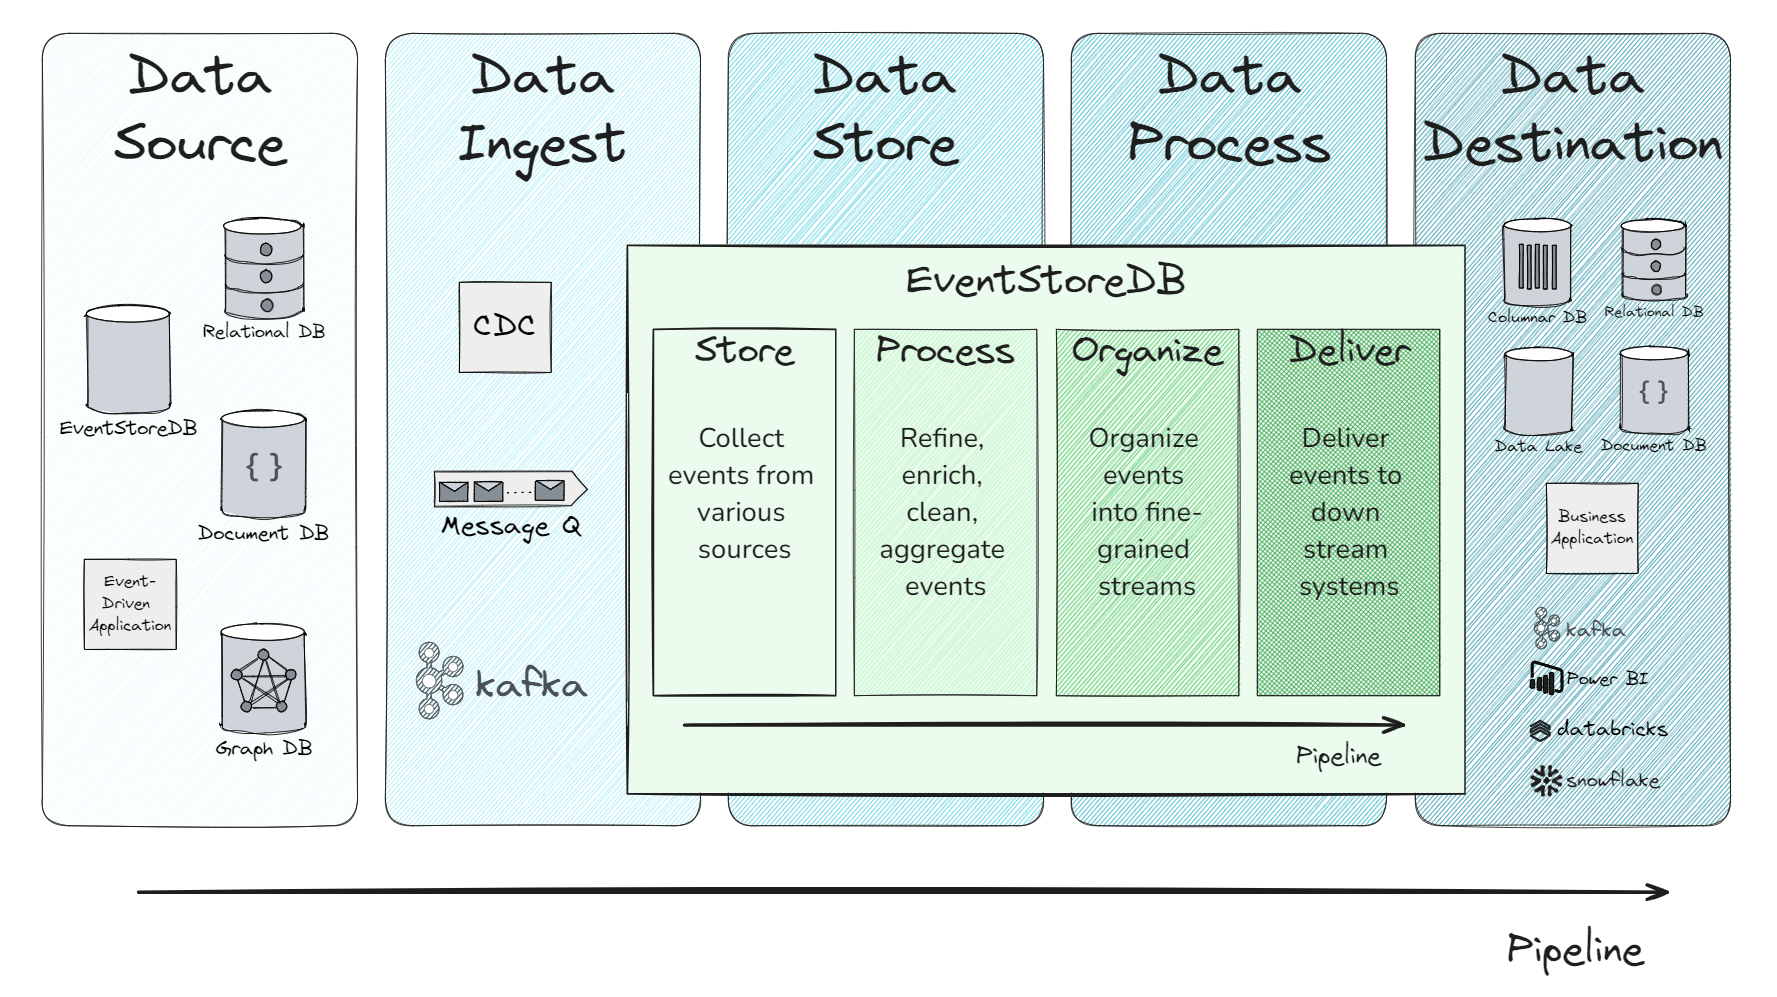 Data
Source
Relational DB
EventStoreDB
{ }
Document DB
Event-
Driven
Application
Graph DB
Data
Ingest
CDC
....
Message Q
kafka
Data
Store
Data
Process
EventStoreDB
Store
Collect
events from
various
sources
Process
Refine,
enrich,
clean,
aggregate
events
Organize
Organize
events
into fine-
grained
streams
Deliver
Deliver
events to
down
stream
systems
Pipeline
Data
Destination
Columnar DB
Relational DB
Data Lake
{ }
Document DB
Business
Application
kafka
Power BI
databricks
snowflake
Pipeline